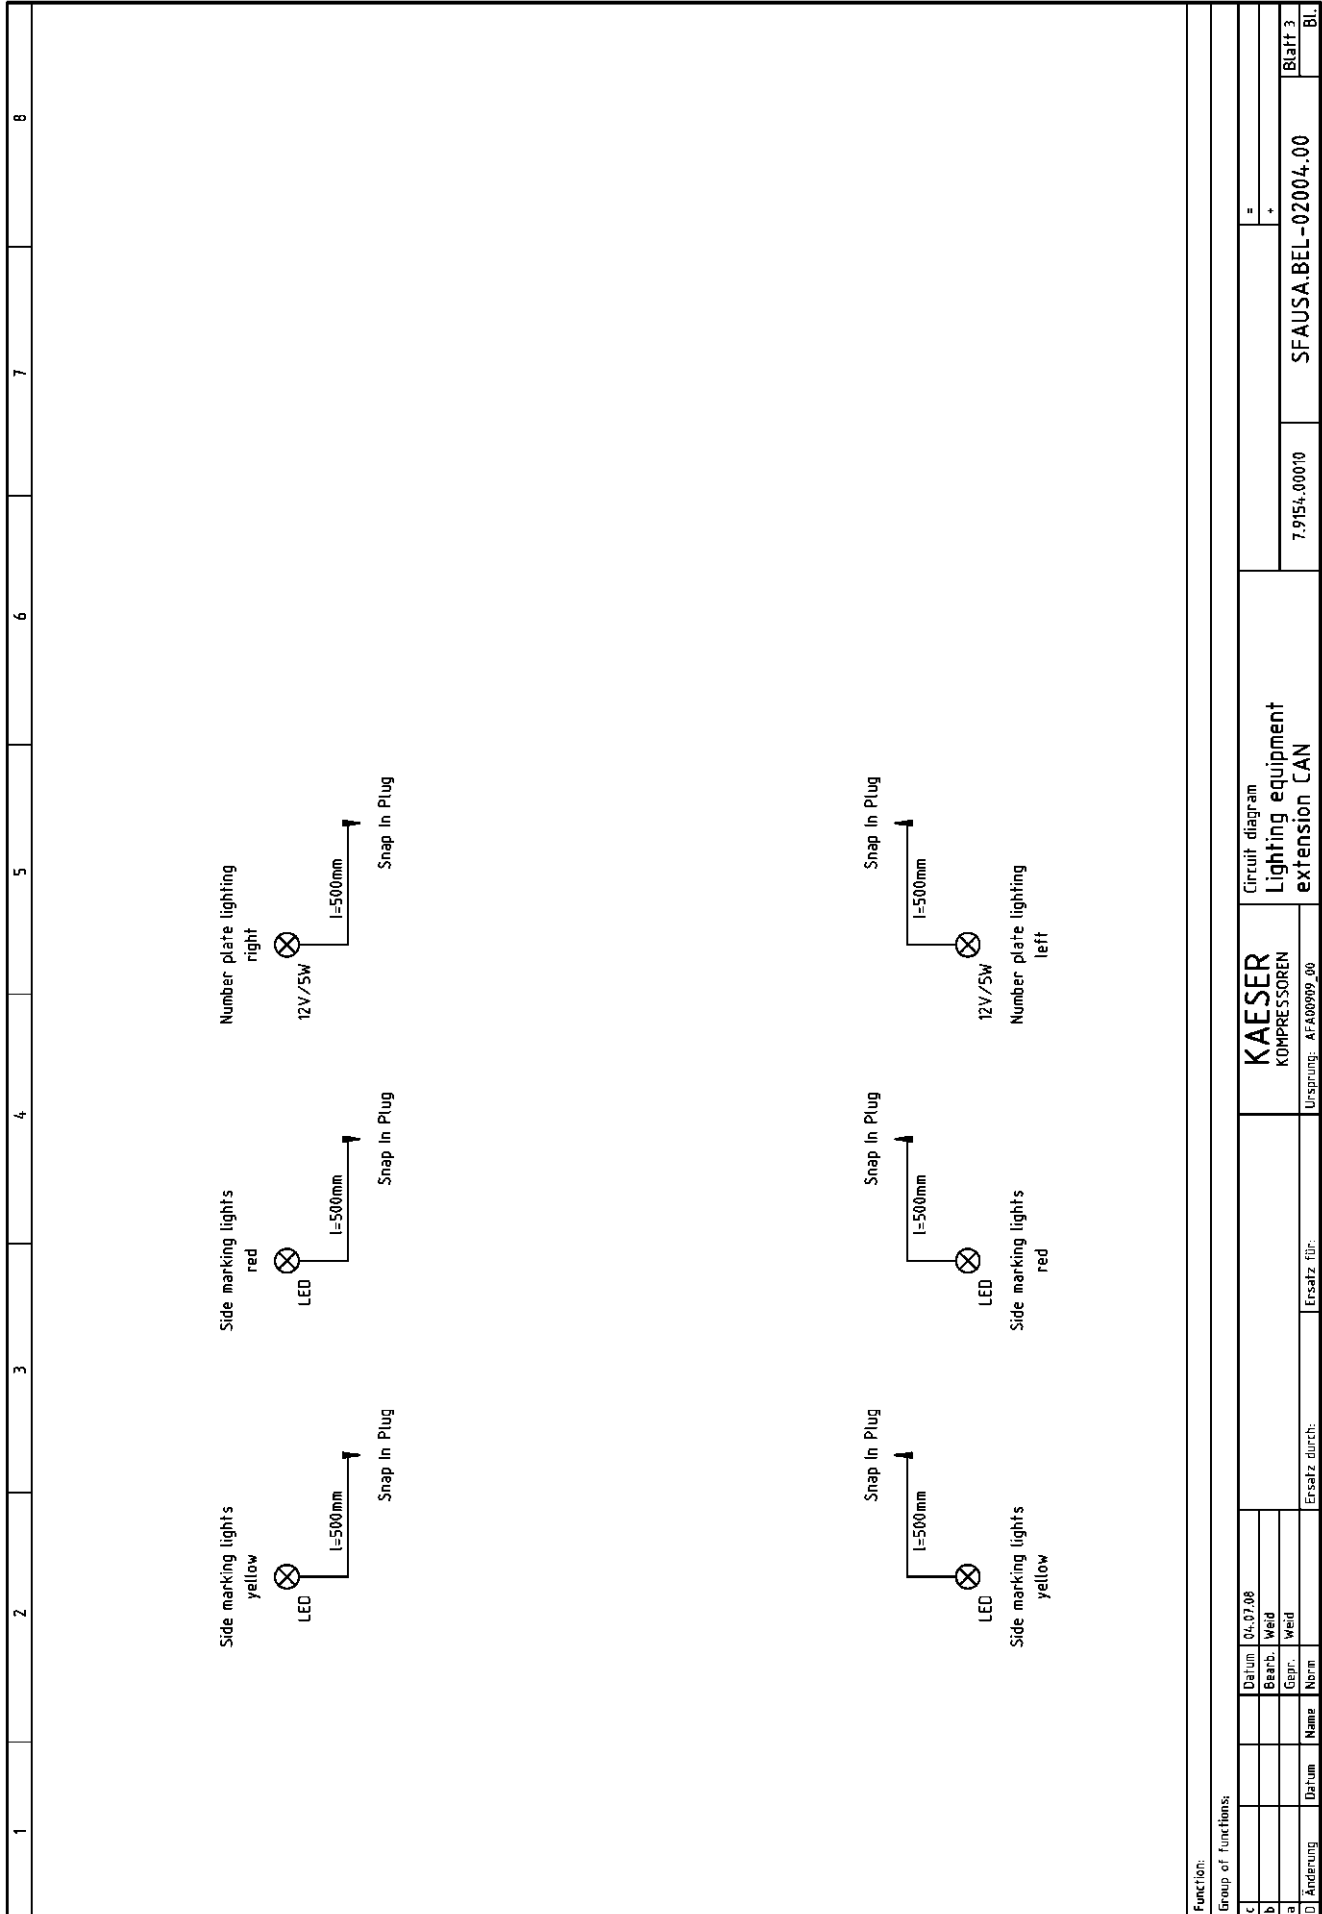 1
2
3
4
5
6
7
8
Side marking lights
yellow
LED
l=500mm
Snap In Plug
Side marking lights
red
LED
l=500mm
Snap In Plug
Number plate lighting
right
12V/5W
l=500mm
Snap In Plug
Snap In Plug
l=500mm
LED
Side marking lights
yellow
Snap In Plug
l=500mm
LED
Side marking lights
red
Snap In Plug
l=500mm
12V/5W
Number plate lighting
left
Function:
Group of functions:
c
b
a
Änderung
Datum
Name
Datum 04.07.08
Bearb. Weid
Gepr. Weid
Norm
Ersatz durch:
Ersatz für:
KAESER
KOMPRESSOREN
Ursprung: AFA00909_00
Circuit diagram
Lighting equipment
extension CAN
7.9154.00010
=
+
SFAUSA.BEL-02004.00
Blatt 3
Bl.